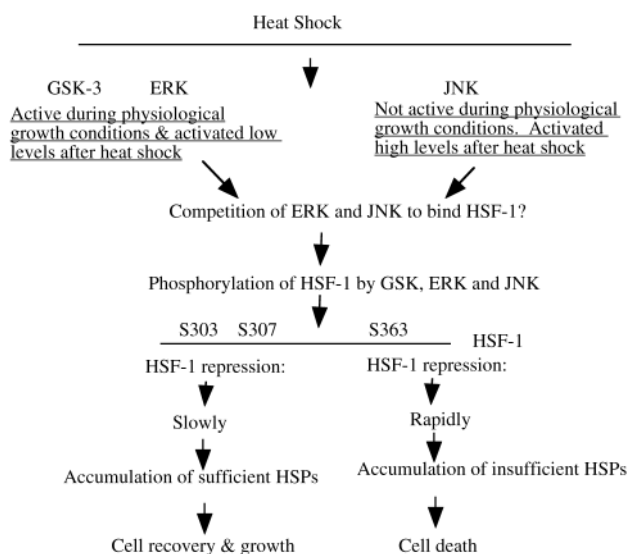 Heat Shock
GSK-3 ERK
JNK
Active during physiological
growth conditions & activated low
levels after heat shock
Not active during physiological
growth conditions. Activated
high levels after heat shock
Competition of ERK and JNK to bind HSF-1?
Phosphorylation of HSF-1 by GSK, ERK and JNK
S303 S307 S363
HSF-1
HSF-1 repression:
HSF-1 repression:
Slowly
Rapidly
Accumulation of sufficient HSPs
Accumulation of insufficient HSPs
Cell recovery & growth
Cell death